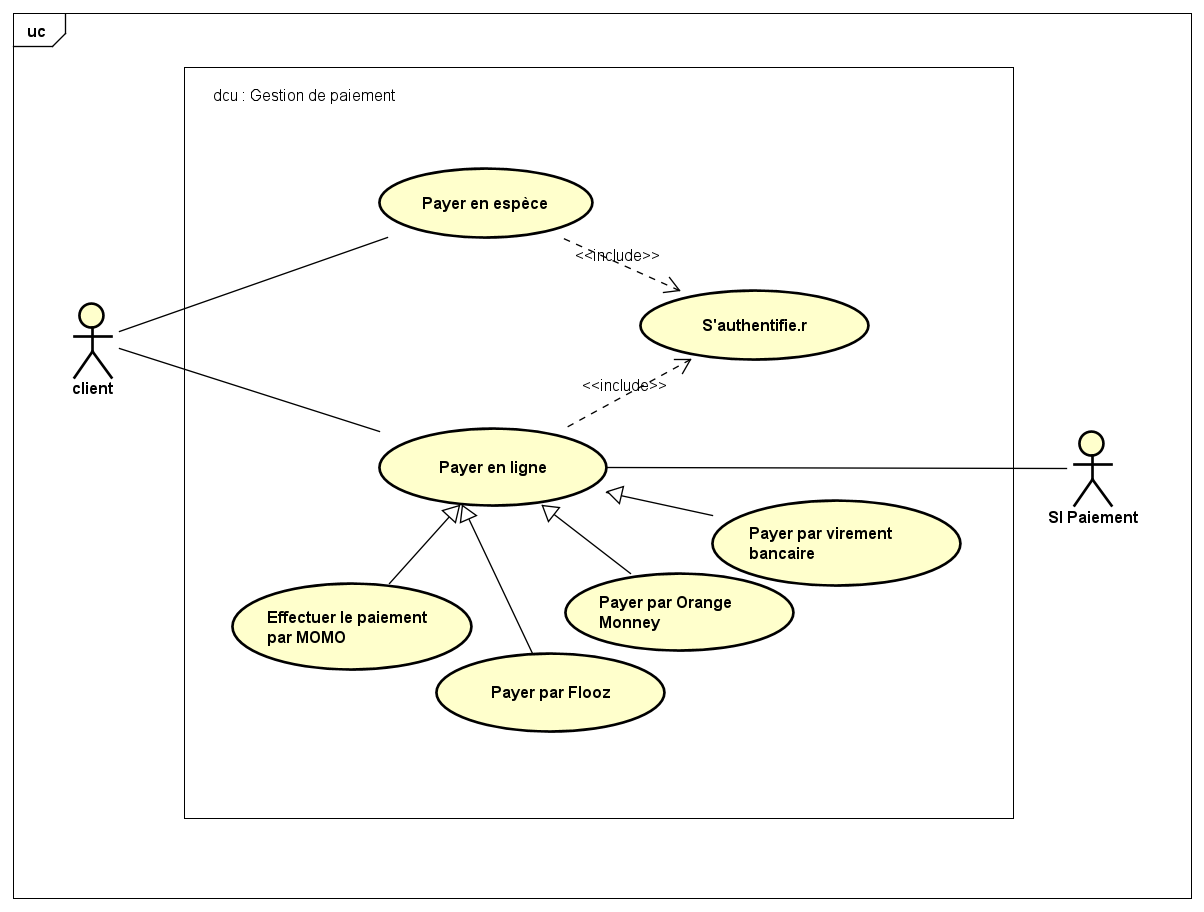 uc
dcu : Gestion de paiement
Payer en espèce
<<include>>
S'authentifie.r
client
<<include>>
Payer en ligne
SI Paiement
Payer par virement
bancaire
Effectuer le paiement
par MOMO
Payer par Orange
Monney
Payer par Flooz